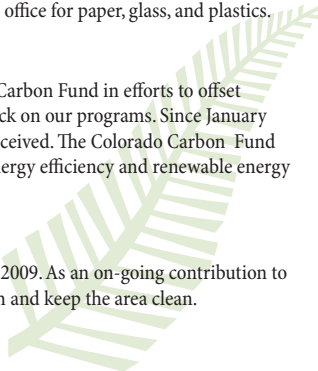 office for paper, glass, and plastics.
Carbon Fund in efforts to offset
ck on our programs. Since January
ceived. The Colorado Carbon Fund
ergy efficiency and renewable energy
2009. As an on-going contribution to
n and keep the area clean.